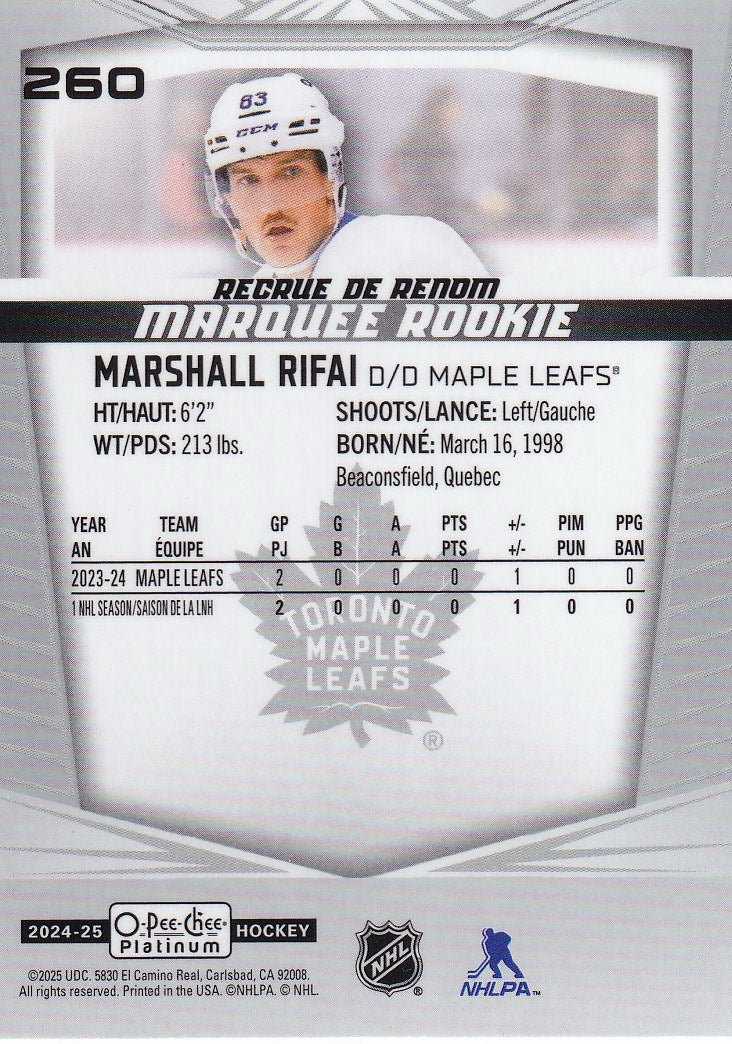 260
83
CCM
RECRUE DE RENOM
MARQUEE ROOKIE
MARSHALL RIFAI D/D MAPLE LEAFS®
HT/HAUT: 6'2" SHOOTS/LANCE: Left/Gauche
WT/PDS: 213 lbs. BORN/NÉ: March 16, 1998
Beaconsfield, Quebec
YEAR TEAM GP G A PTS +/- PIM PPG
AN ÉQUIPE PJ B A PTS +/- PUN BAN
2023-24 MAPLE LEAFS 2 0 0 0 1 0 0
1 NHL SEASON/SAISON DE LA LNH 2 0 0 0 1 0 0
TORONTO
MAPLE
LEAFS
®
2024-25 O-Pee-Chee® Platinum HOCKEY
NHL ®
NHLPA™
©2025 UDC. 5830 El Camino Real, Carlsbad, CA 92008.
All rights reserved. Printed in the USA. ©NHLPA. © NHL.